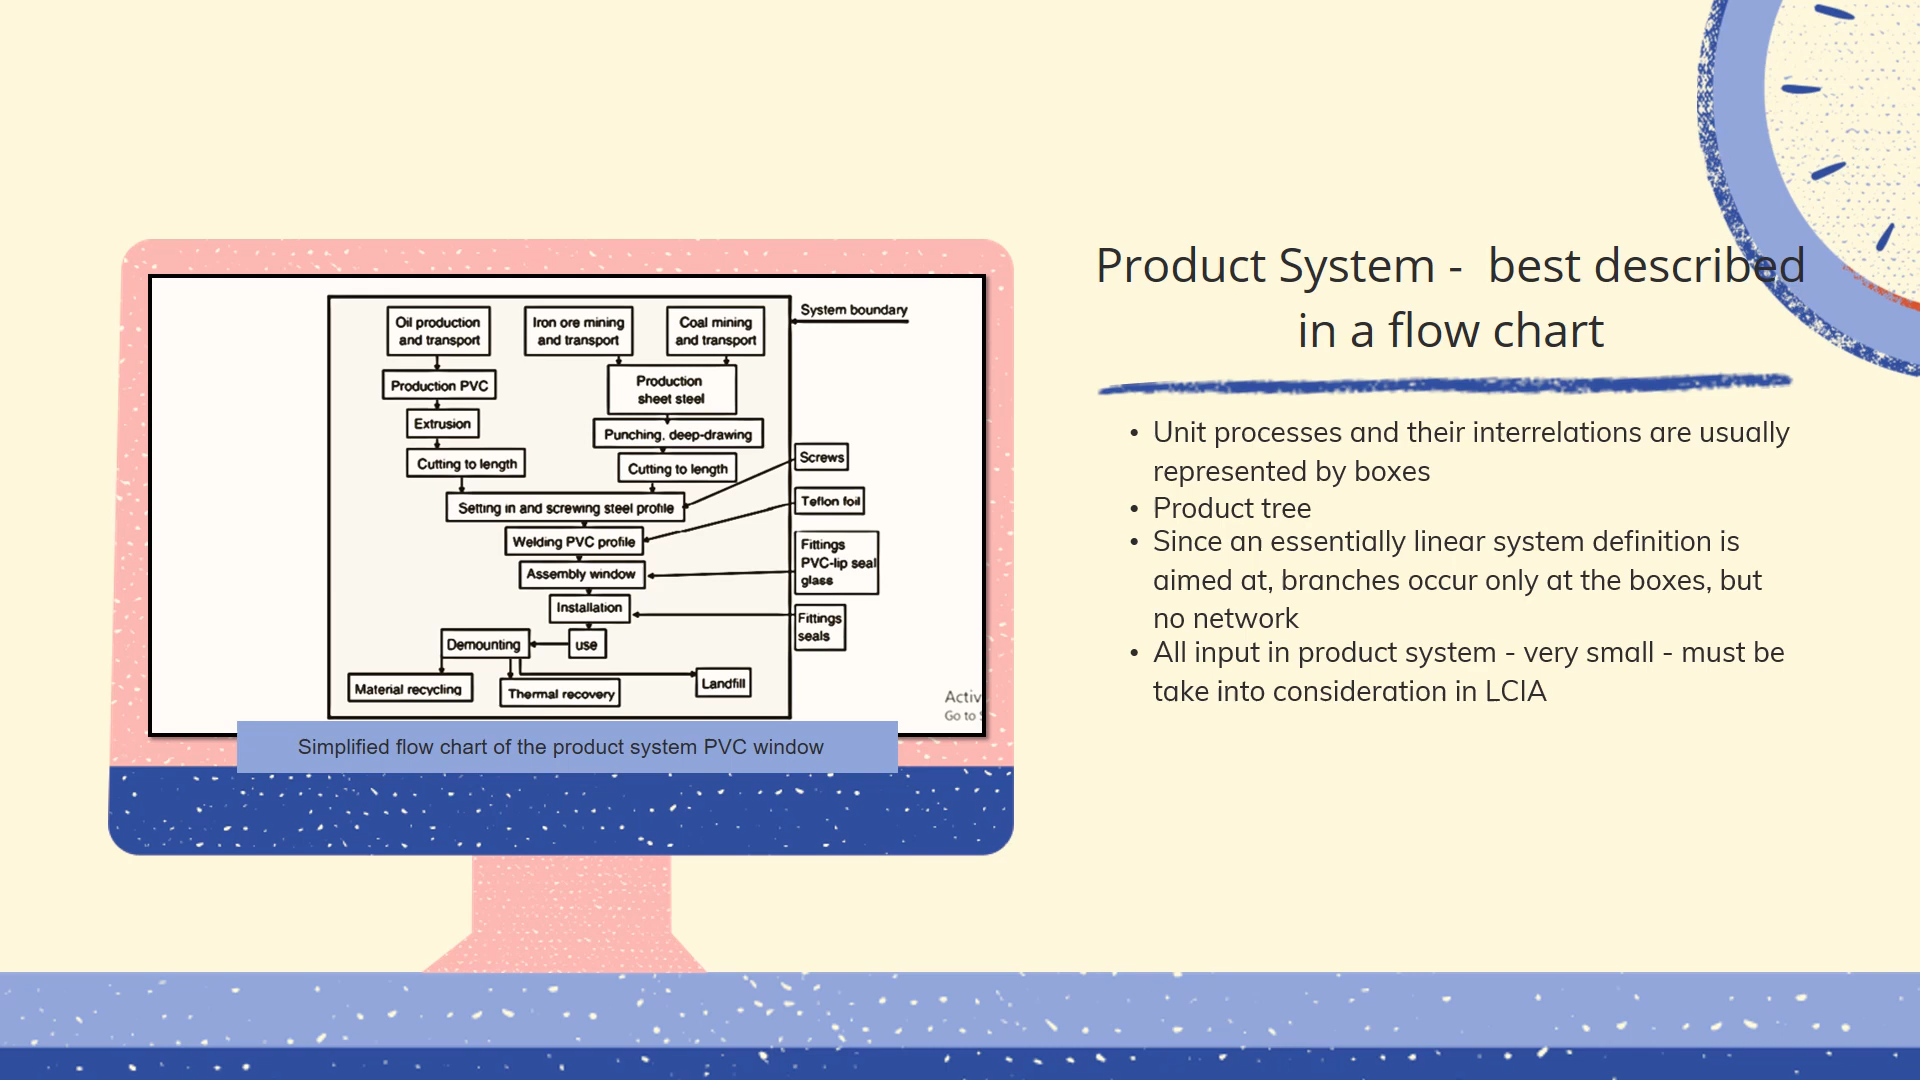 Product System -  best described
in a flow chart
Unit processes and their interrelations are usually
represented by boxes
Product tree
Since an essentially linear system definition is
aimed at, branches occur only at the boxes, but
no network
All input in product system - very small - must be
take into consideration in LCIA
System boundary
Oil production
and transport
Iron ore mining
and transport
Coal mining
and transport
Production PVC
Production
sheet steel
Extrusion
Punching, deep-drawing
Cutting to length
Cutting to length
Screws
Setting in and screwing steel profile
Teflon foil
Welding PVC profile
Fittings
PVC-lip seal
glass
Assembly window
Installation
Fittings
seals
Demounting
use
Material recycling
Thermal recovery
Landfill
Activ
Go to S
Simplified flow chart of the product system PVC window